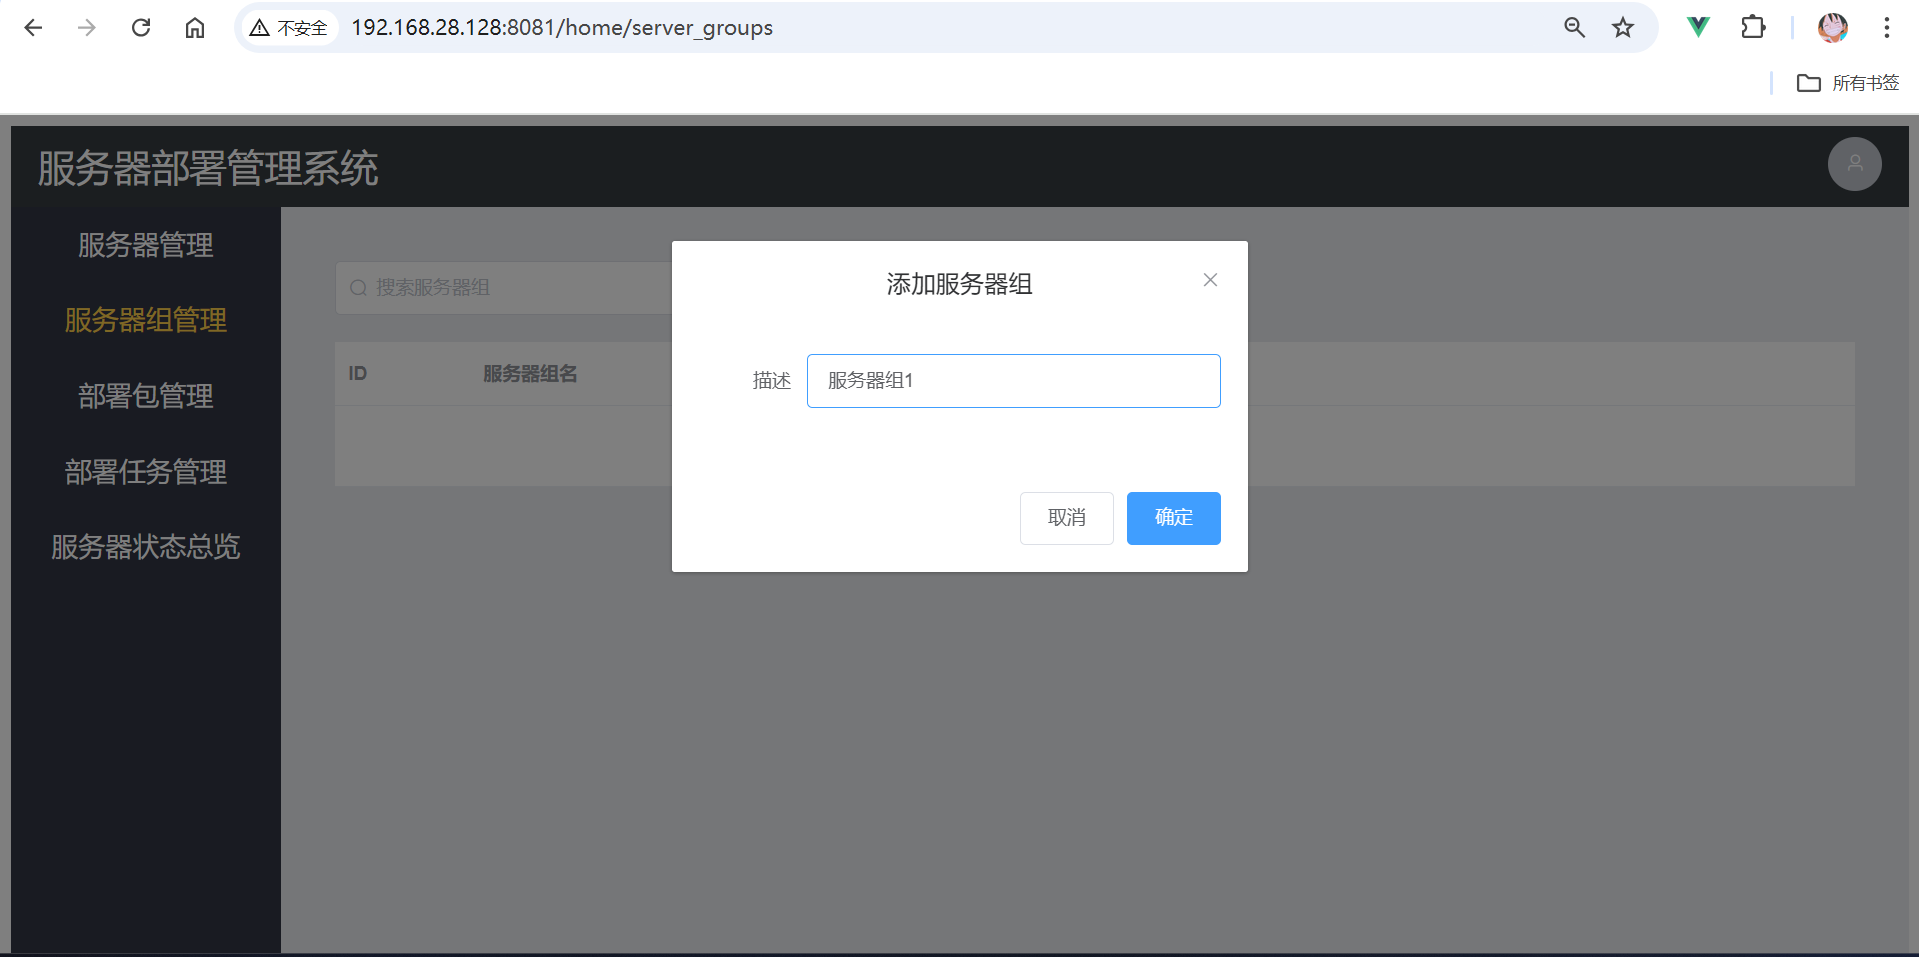 不安全 192.168.28.128:8081/home/server_groups
所有书签
服务器部署管理系统
服务器管理
服务器组管理
部署包管理
部署任务管理
服务器状态总览
搜索服务器组
ID 服务器组名
添加服务器组
描述 服务器组1
取消 确定